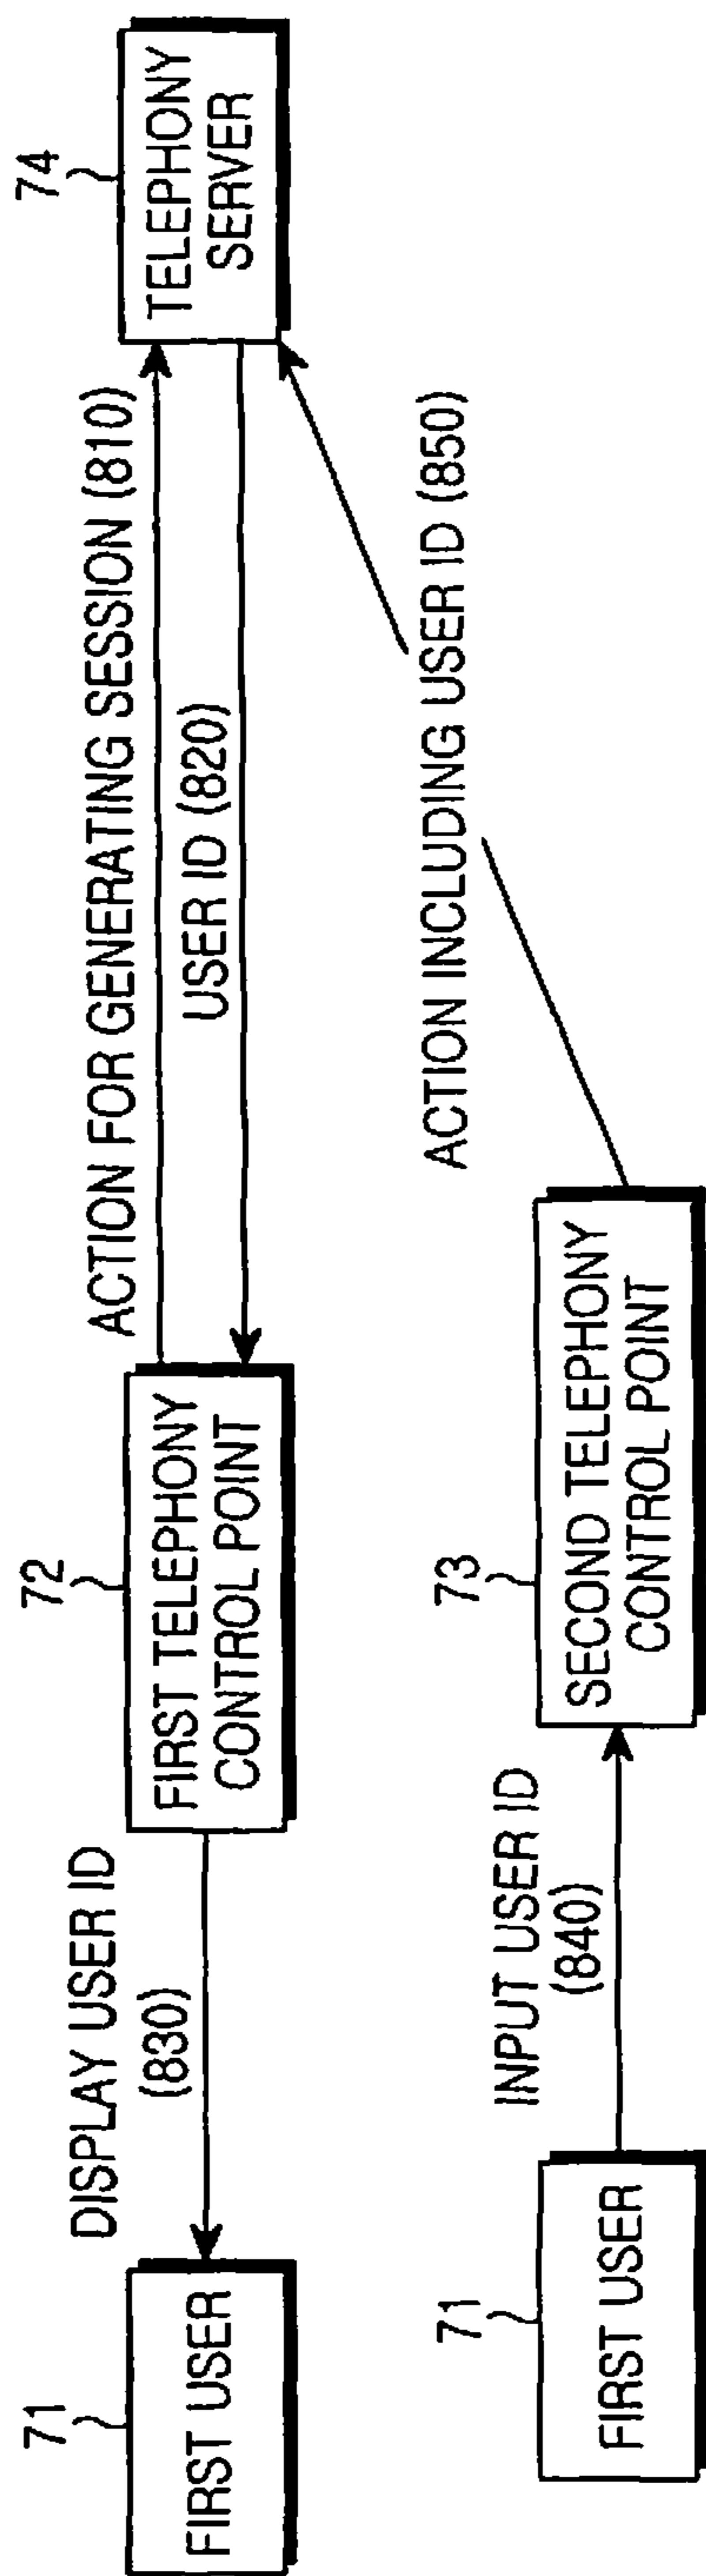 71
FIRST USER
DISPLAY USER ID
(830)
72
FIRST TELEPHONY
CONTROL POINT
ACTION FOR GENERATING SESSION (810)
USER ID (820)
74
TELEPHONY
SERVER
71
FIRST USER
INPUT USER ID
(840)
73
SECOND TELEPHONY
CONTROL POINT
ACTION INCLUDING USER ID (850)